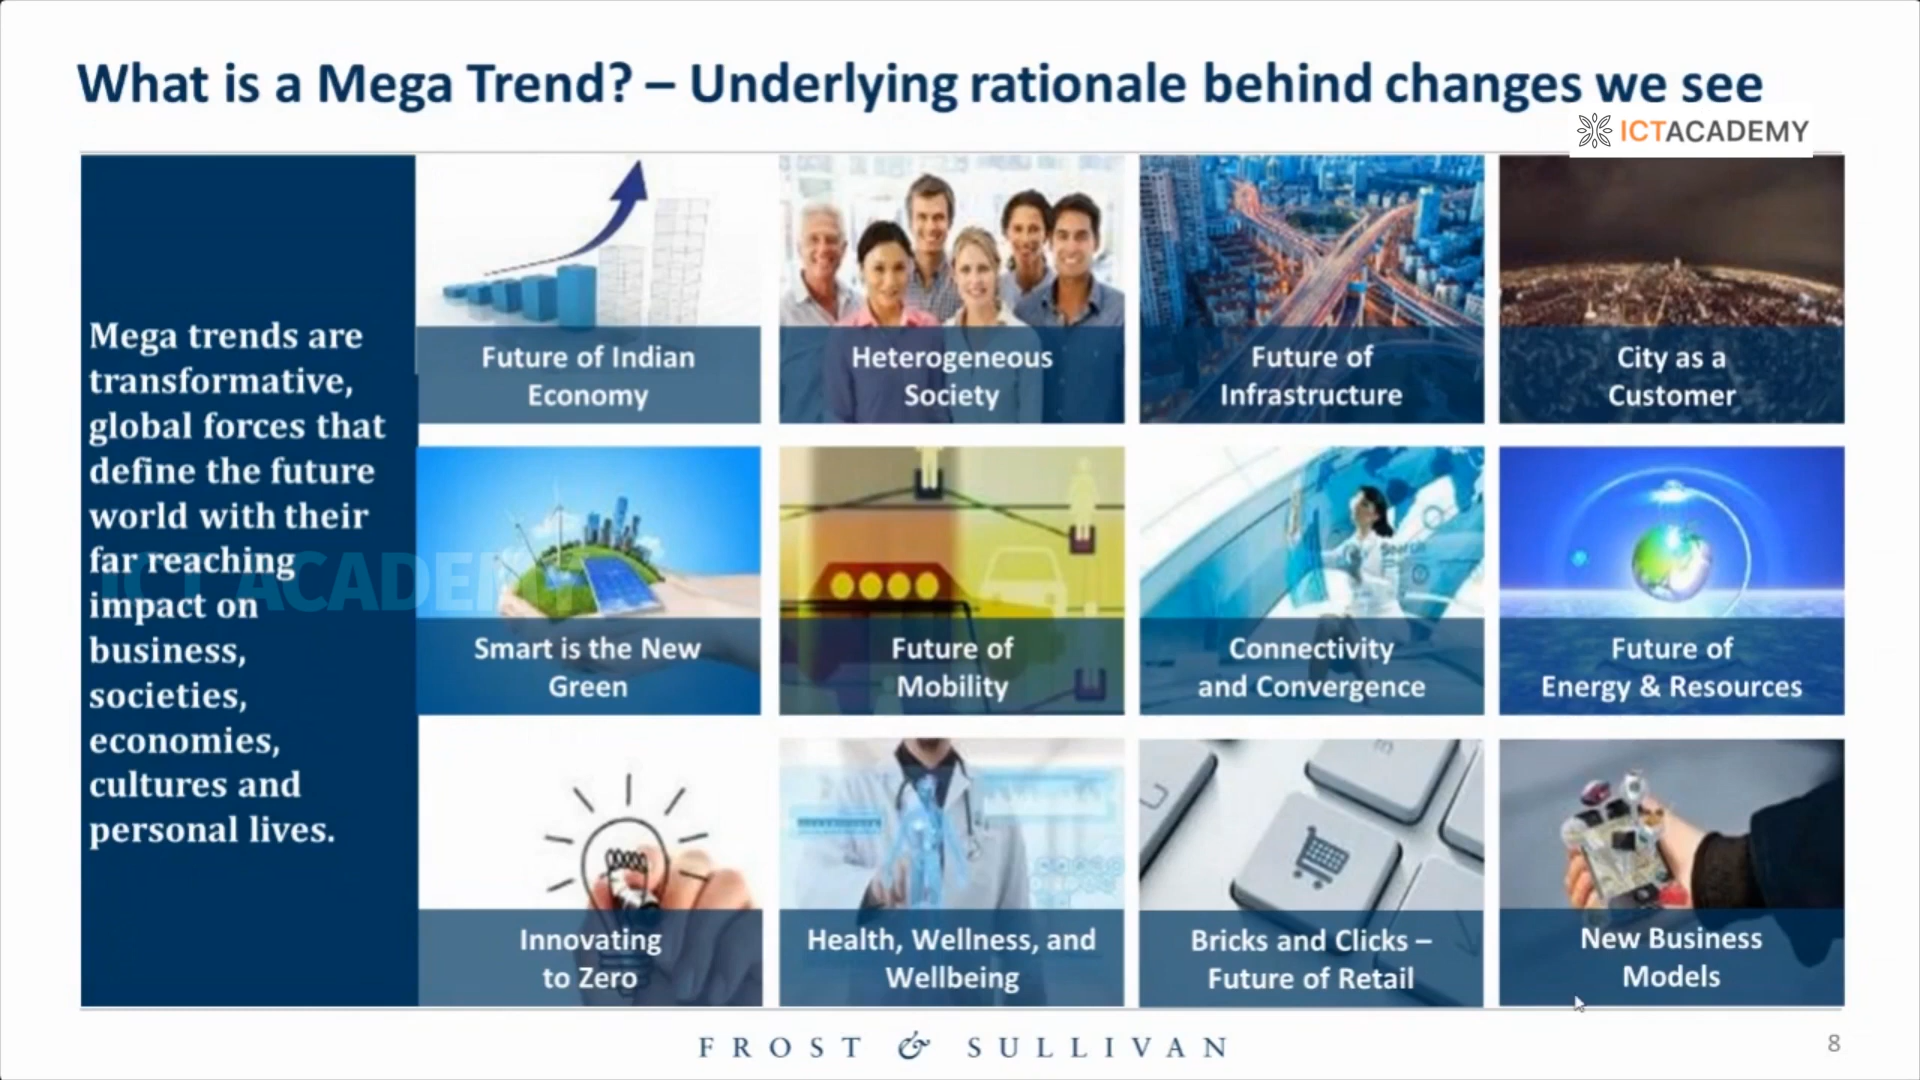 What is a Mega Trend? – Underlying rationale behind changes we see
ICTACADEMY
Mega trends are
transformative,
global forces that
define the future
world with their
far reaching
impact on
business,
societies,
economies,
cultures and
personal lives.
ICT ACADEMY
Future of Indian
Economy
Heterogeneous
Society
Future of
Infrastructure
City as a
Customer
Smart is the New
Green
Future of
Mobility
Search
Connectivity
and Convergence
Future of
Energy & Resources
Innovating
to Zero
Health, Wellness, and
Wellbeing
Bricks and Clicks –
Future of Retail
New Business
Models
FROST & SULLIVAN
8